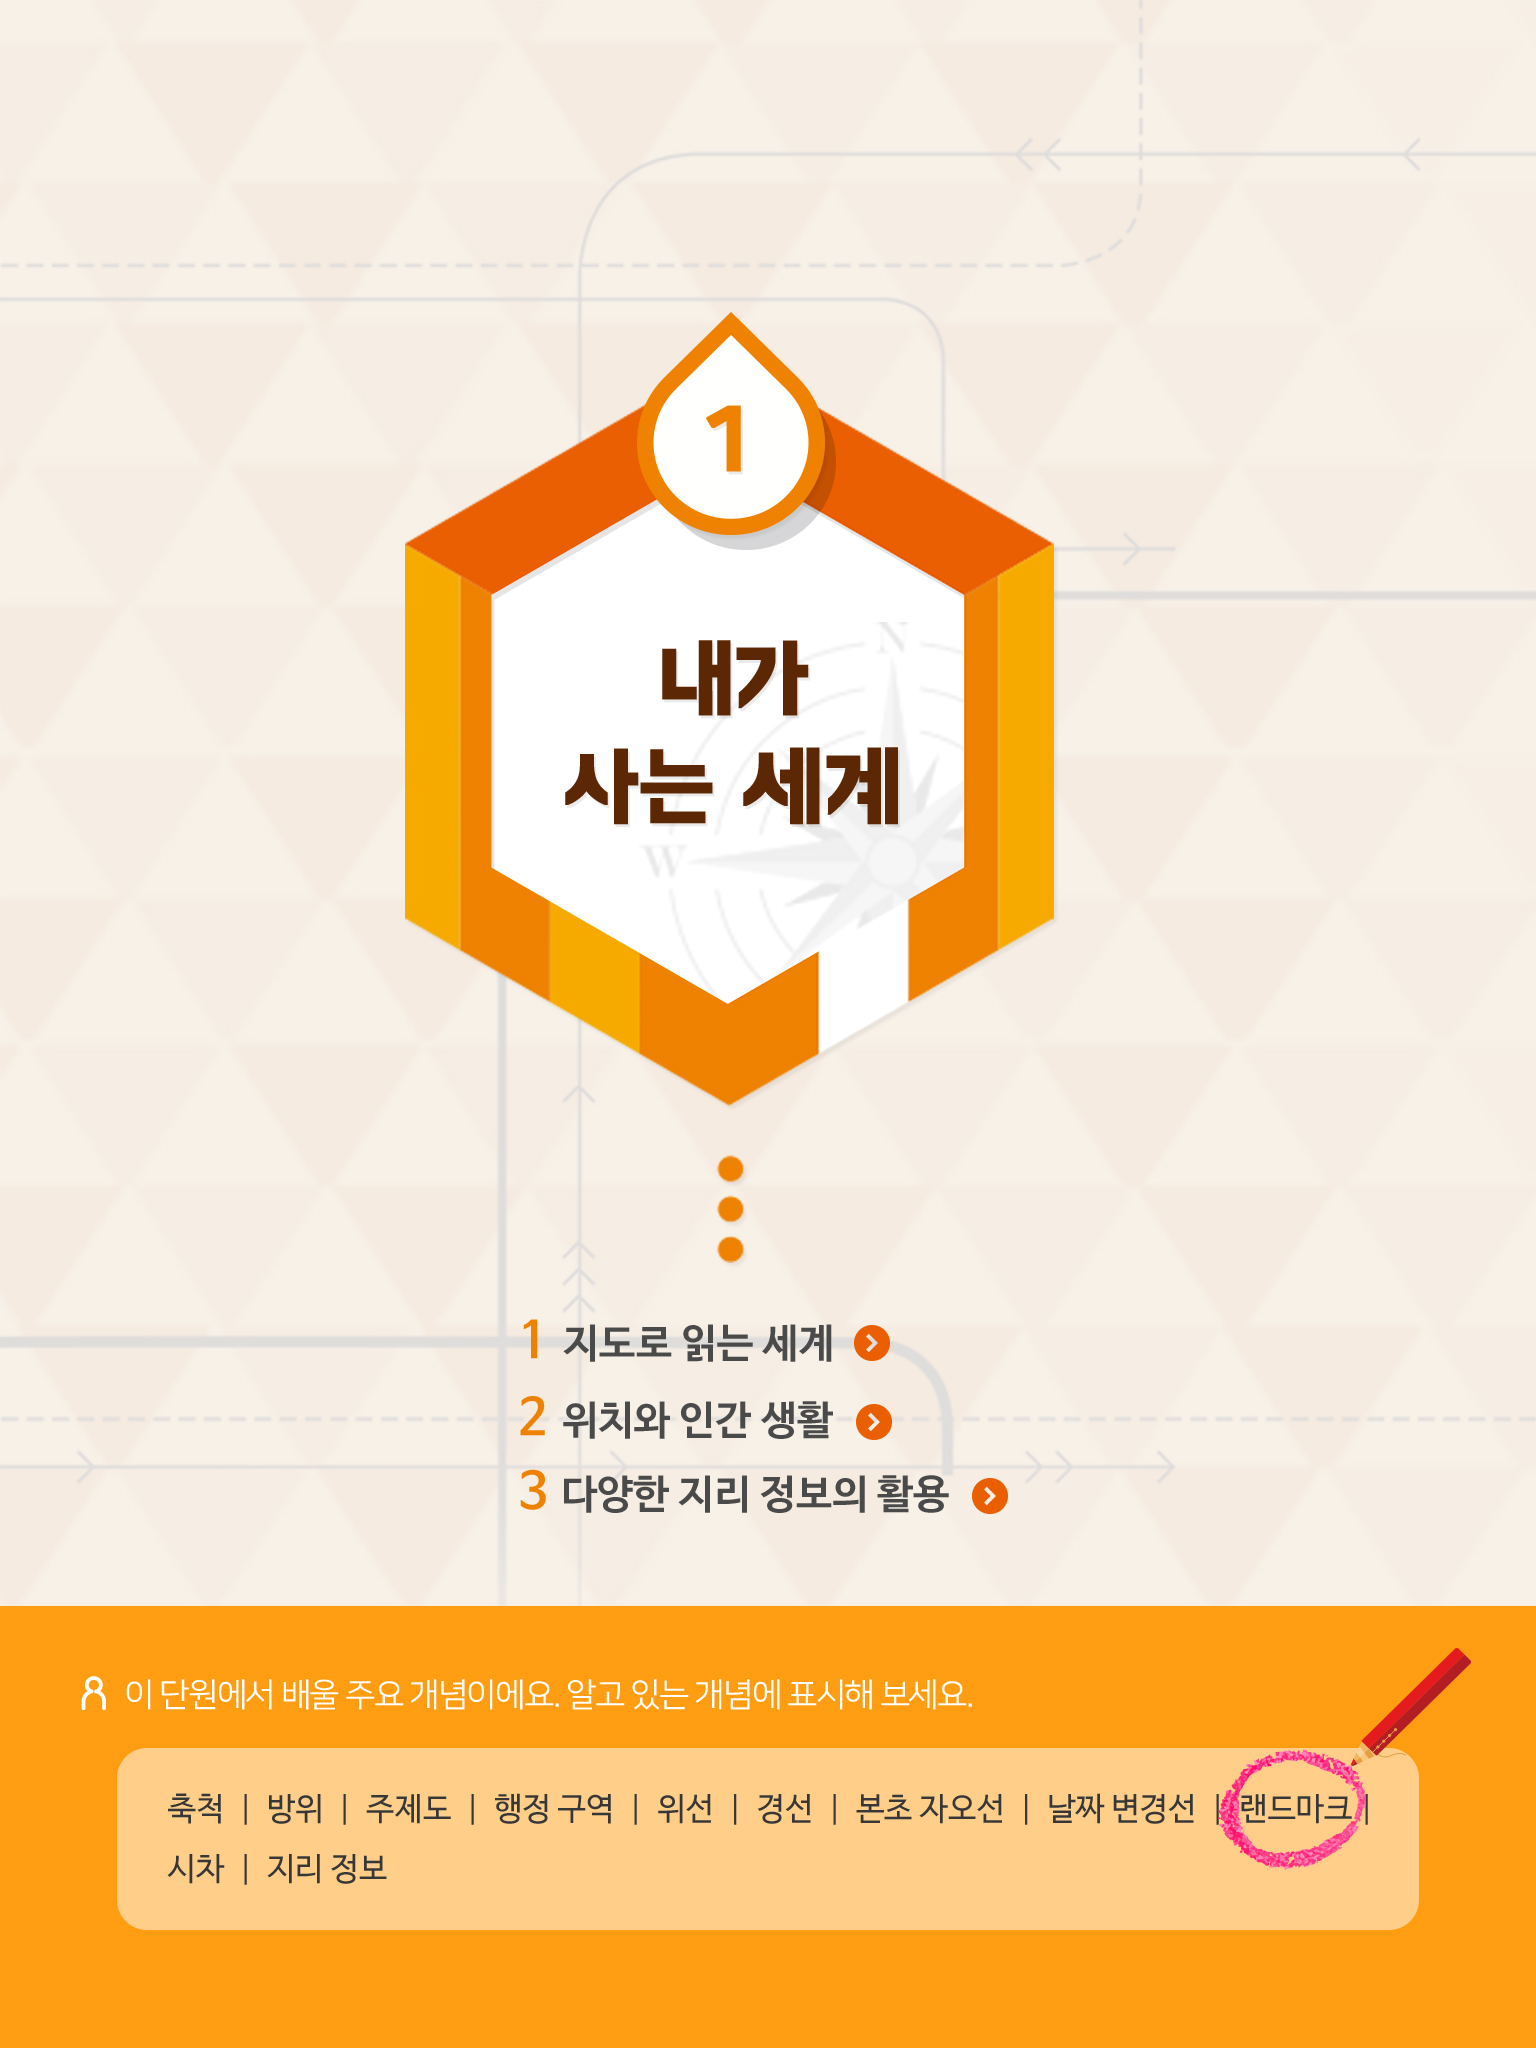 1
내가
사는 세계
N
W
1 지도로 읽는 세계
2 위치와 인간 생활
3 다양한 지리 정보의 활용
이 단원에서 배울 주요 개념이에요. 알고 있는 개념에 표시해 보세요.
축척 | 방위 | 주제도 | 행정 구역 | 위선 | 경선 | 본초 자오선 | 날짜 변경선 | 랜드마크 |
시차 | 지리 정보